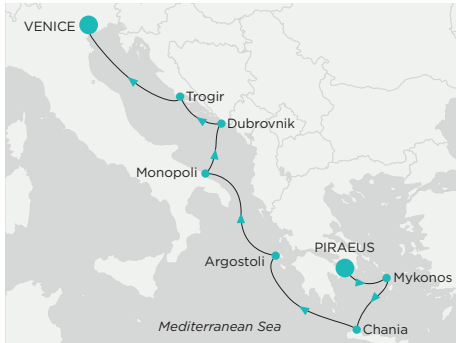 VENICE
Trogir
Dubrovnik
Monopoli
PIRAEUS
Argostoli
Mykonos
Mediterranean Sea
Chania